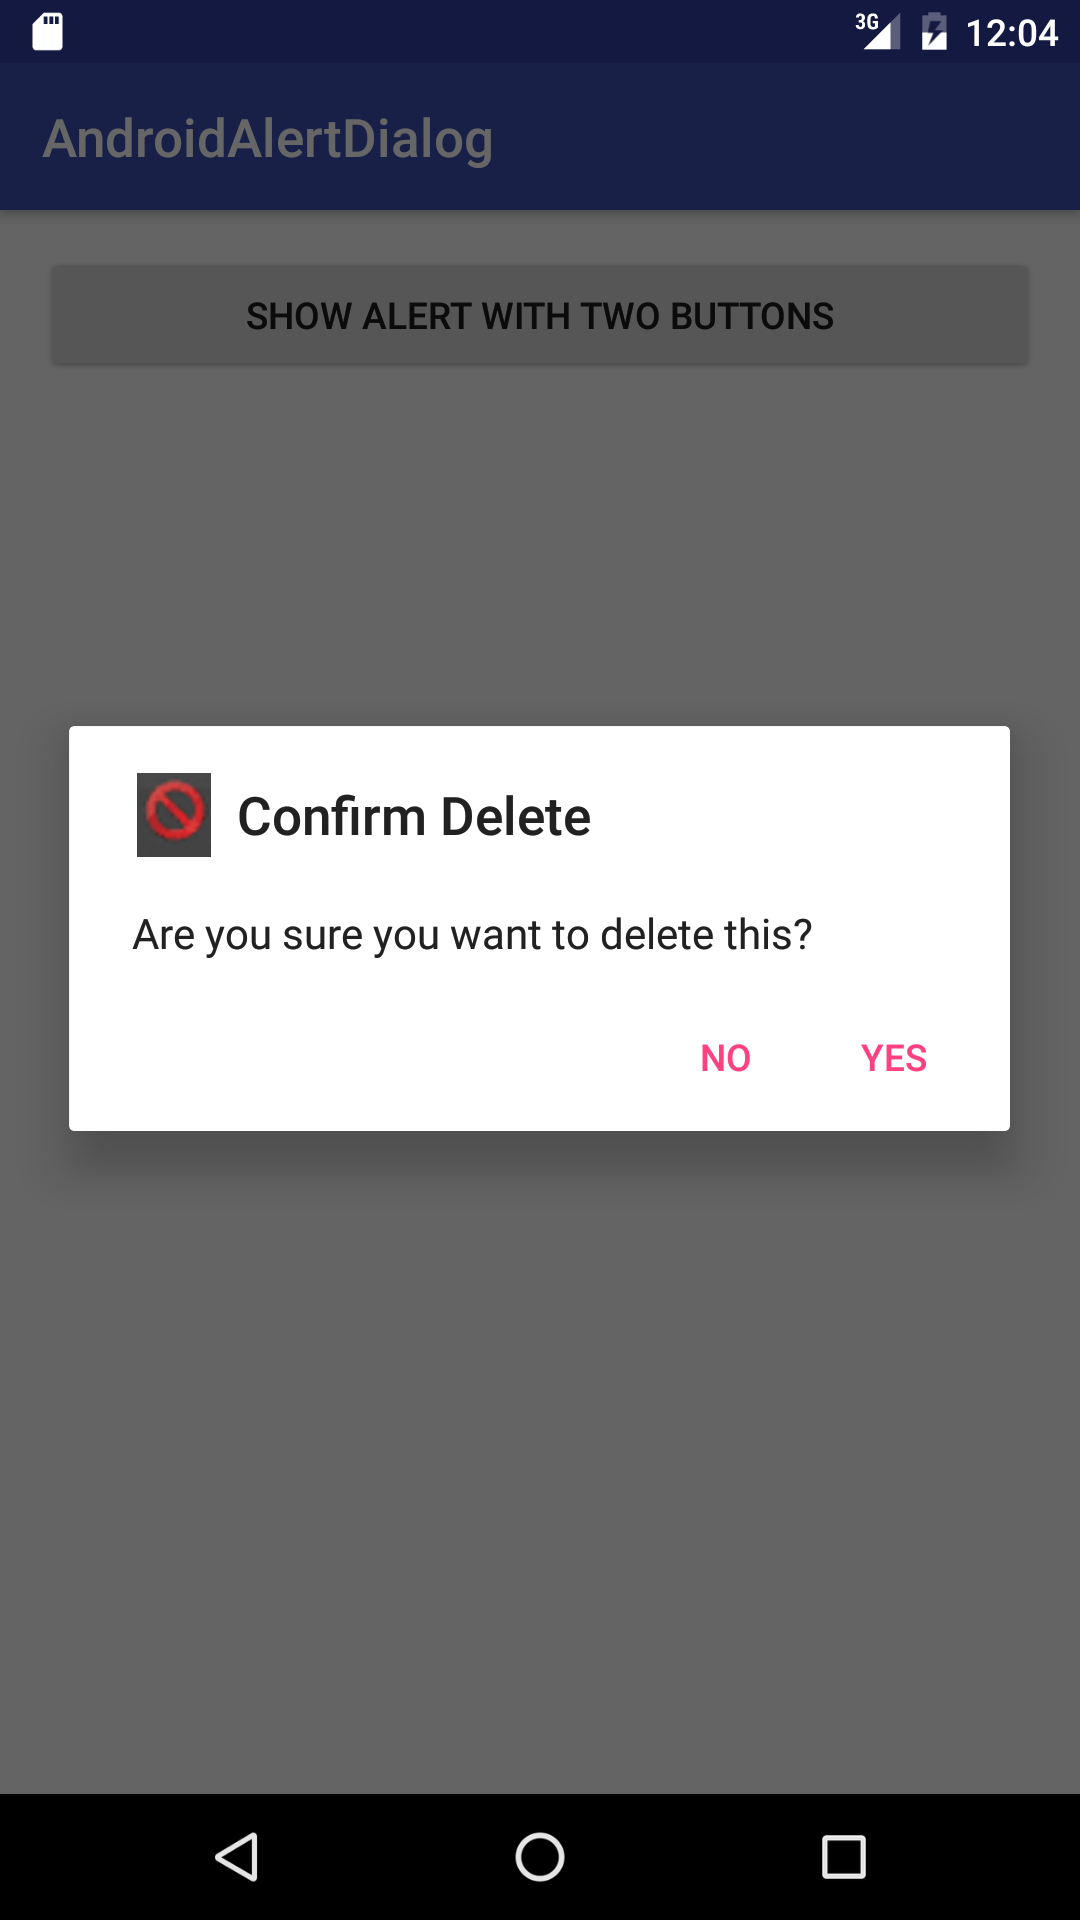 3G 12:04
AndroidAlertDialog
SHOW ALERT WITH TWO BUTTONS
Confirm Delete
Are you sure you want to delete this?
NO YES